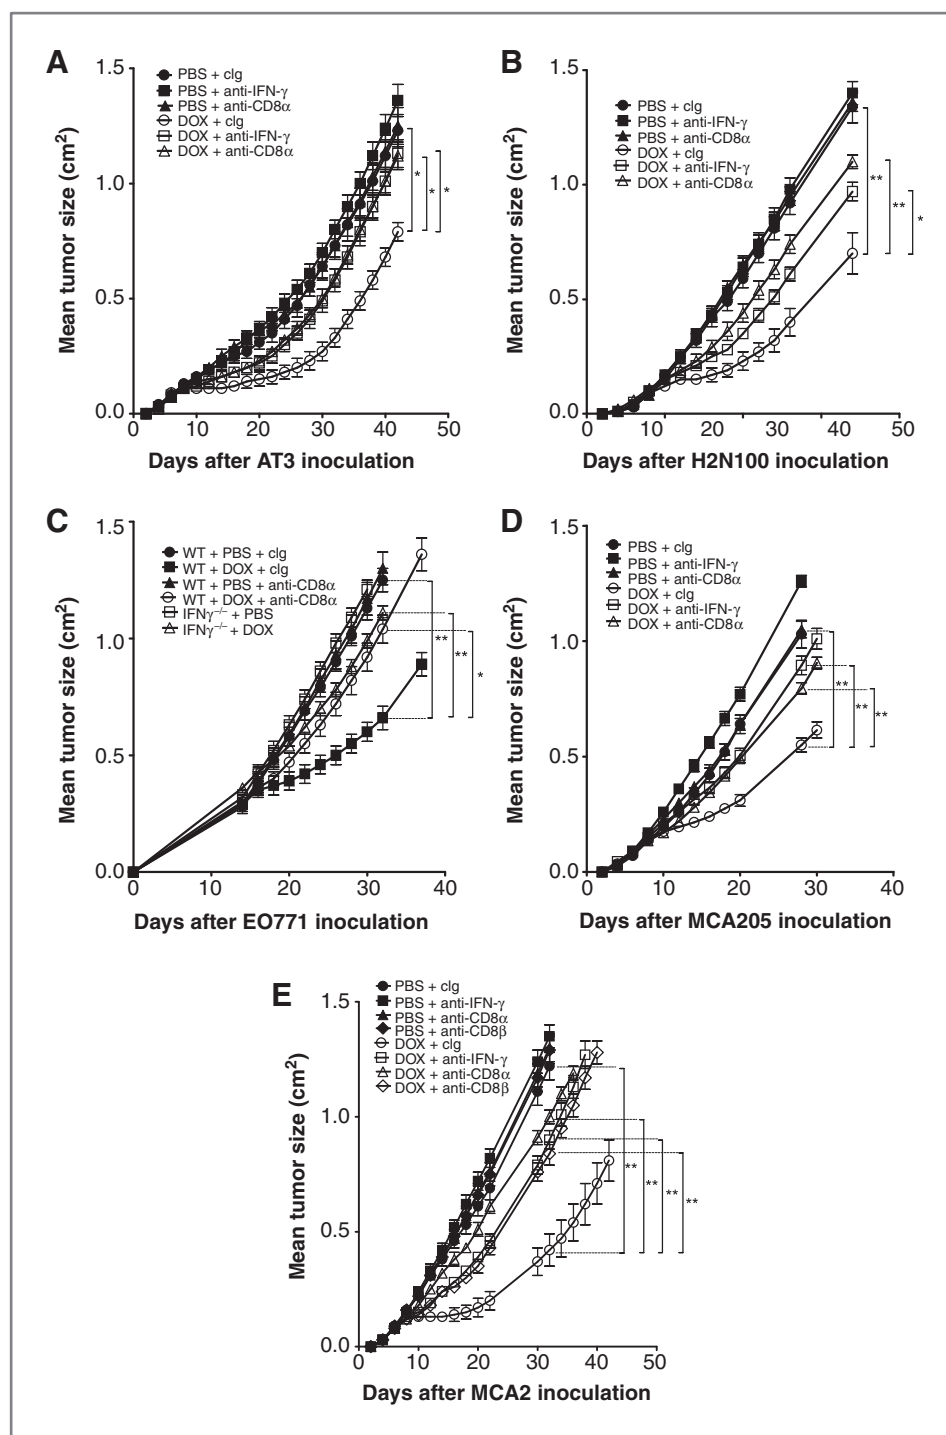 A
1.5
1.0
0.5
0.0
Mean tumor size (cm²)
PBS + cIg
PBS + anti-IFN-γ
PBS + anti-CD8α
DOX + cIg
DOX + anti-IFN-γ
DOX + anti-CD8α
*
*
*
0 10 20 30 40 50
Days after AT3 inoculation
B
1.5
1.0
0.5
0.0
Mean tumor size (cm²)
PBS + cIg
PBS + anti-IFN-γ
PBS + anti-CD8α
DOX + cIg
DOX + anti-IFN-γ
DOX + anti-CD8α
**
**
*
0 10 20 30 40 50
Days after H2N100 inoculation
C
1.5
1.0
0.5
0.0
Mean tumor size (cm²)
WT + PBS + cIg
WT + DOX + cIg
WT + PBS + anti-CD8α
WT + DOX + anti-CD8α
IFNγ⁻/⁻ + PBS
IFNγ⁻/⁻ + DOX
**
**
*
0 10 20 30 40
Days after EO771 inoculation
D
1.5
1.0
0.5
0.0
Mean tumor size (cm²)
PBS + cIg
PBS + anti-IFN-γ
PBS + anti-CD8α
DOX + cIg
DOX + anti-IFN-γ
DOX + anti-CD8α
**
**
**
0 10 20 30 40
Days after MCA205 inoculation
E
1.5
1.0
0.5
0.0
Mean tumor size (cm²)
PBS + cIg
PBS + anti-IFN-γ
PBS + anti-CD8α
PBS + anti-CD8β
DOX + cIg
DOX + anti-IFN-γ
DOX + anti-CD8α
DOX + anti-CD8β
**
**
**
**
0 10 20 30 40 50
Days after MCA2 inoculation